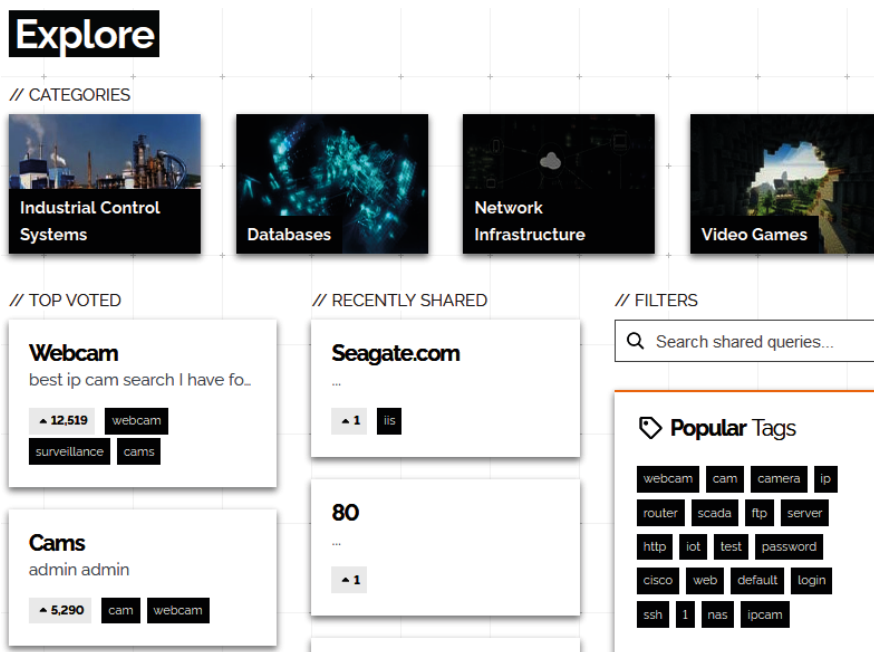 Explore
// CATEGORIES
Industrial Control
Systems
Databases
Network
Infrastructure
Video Games
// TOP VOTED
Webcam
best ip cam search I have fo...
12,519 webcam
surveillance cams
Cams
admin admin
5,290 cam webcam
// RECENTLY SHARED
Seagate.com
...
1 iis
80
...
1
// FILTERS
Search shared queries...
Popular Tags
webcam cam camera ip
router scada ftp server
http iot test password
cisco web default login
ssh 1 nas ipcam